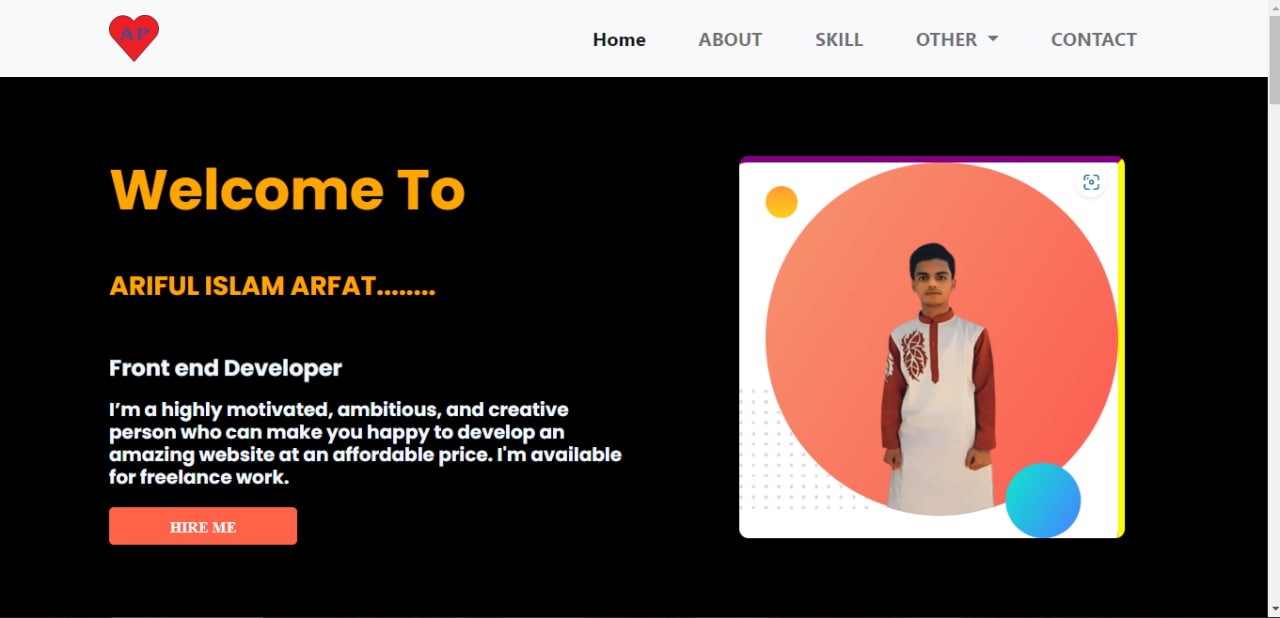 AP
Home ABOUT SKILL OTHER CONTACT
Welcome To
ARIFUL ISLAM ARFAT........
Front end Developer
I’m a highly motivated, ambitious, and creative
person who can make you happy to develop an
amazing website at an affordable price. I'm available
for freelance work.
HIRE ME